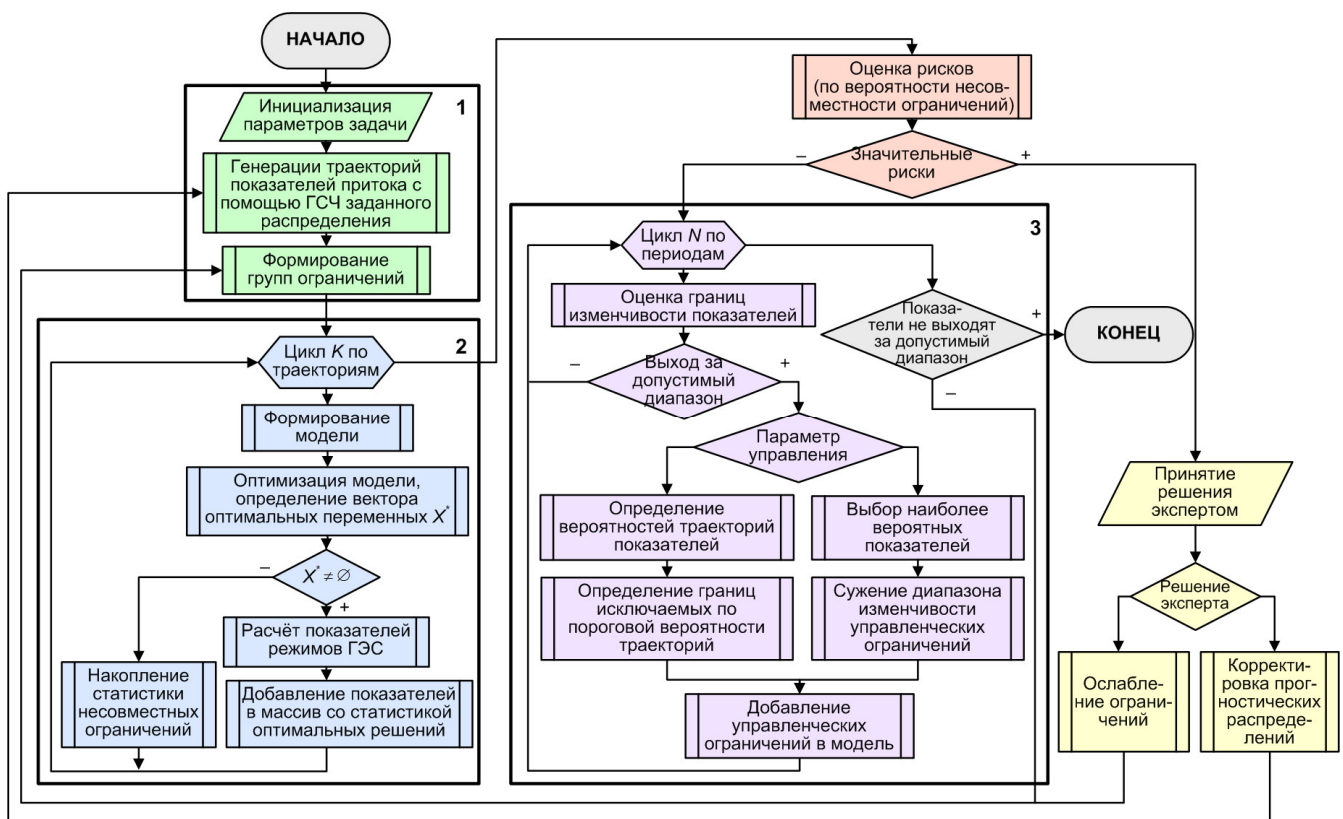 НАЧАЛО
1
Инициализация
параметров задачи
Генерации траекторий
показателей притока с
помощью ГСЧ заданного
распределения
Формирование
групп ограничений
2
Цикл K по
траекториям
Формирование
модели
Оптимизация модели,
определение вектора
оптимальных переменных X*
X* ≠ ∅
–
+
Расчёт показателей
режимов ГЭС
Накопление
статистики
несовместных
ограничений
Добавление показателей
в массив со статистикой
оптимальных решений
Оценка рисков
(по вероятности несов-
местности ограничений)
Значительные
риски
–
+
3
Цикл N по
периодам
Оценка границ
изменчивости показателей
Выход за
допустимый
диапазон
–
+
Показа-
тели не выходят
за допустимый
диапазон
+
–
КОНЕЦ
Параметр
управления
Определение
вероятностей траекторий
показателей
Выбор наиболее
вероятных
показателей
Определение границ
исключаемых по
пороговой вероятности
траекторий
Сужение диапазона
изменчивости
управленческих
ограничений
Добавление
управленческих
ограничений в модель
Принятие
решения
экспертом
Решение
эксперта
Ослабле-
ние ограни-
чений
Корректи-
ровка прог-
ностических
распреде-
лений